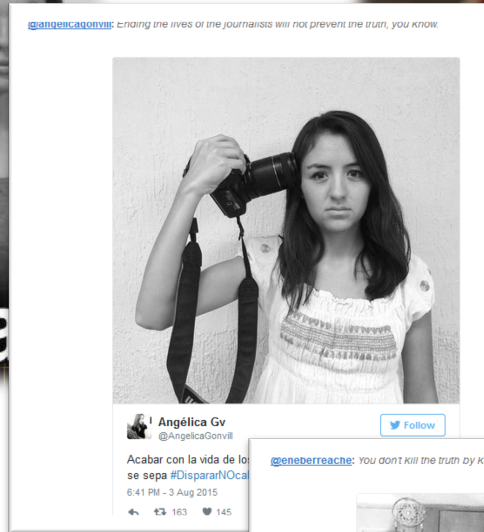 @angelicagonvill: Ending the lives of the journalists will not prevent the truth, you know.
Angélica Gv
@AngelicaGonvill
Follow
Acabar con la vida de
se sepa
6:41 PM - 3 Aug 2015
163 145
@eneberreache: You don't kill the truth by